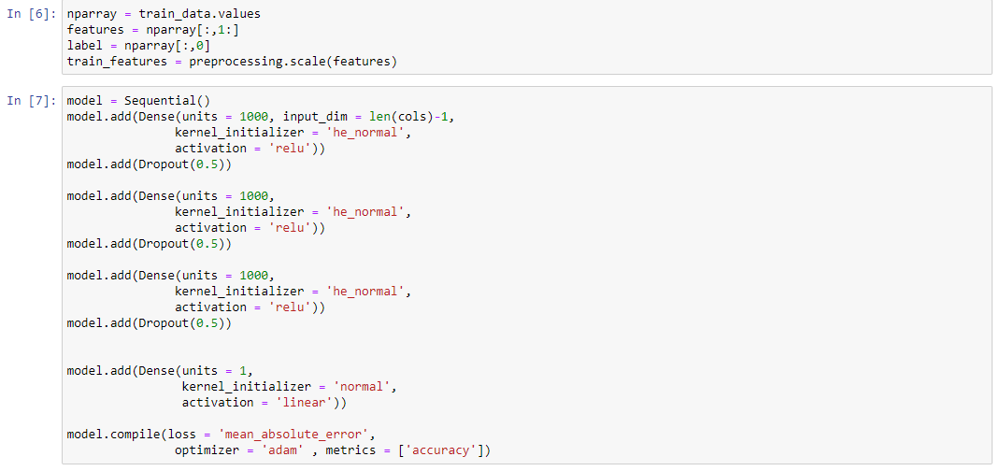 In [6]: nparray = train_data.values
features = nparray[:,1:]
label = nparray[:,0]
train_features = preprocessing.scale(features)
In [7]: model = Sequential()
model.add(Dense(units = 1000, input_dim = len(cols)-1,
kernel_initializer = 'he_normal',
activation = 'relu'))
model.add(Dropout(0.5))
model.add(Dense(units = 1000,
kernel_initializer = 'he_normal',
activation = 'relu'))
model.add(Dropout(0.5))
model.add(Dense(units = 1000,
kernel_initializer = 'he_normal',
activation = 'relu'))
model.add(Dropout(0.5))
model.add(Dense(units = 1,
kernel_initializer = 'normal',
activation = 'linear'))
model.compile(loss = 'mean_absolute_error',
optimizer = 'adam' , metrics = ['accuracy'])